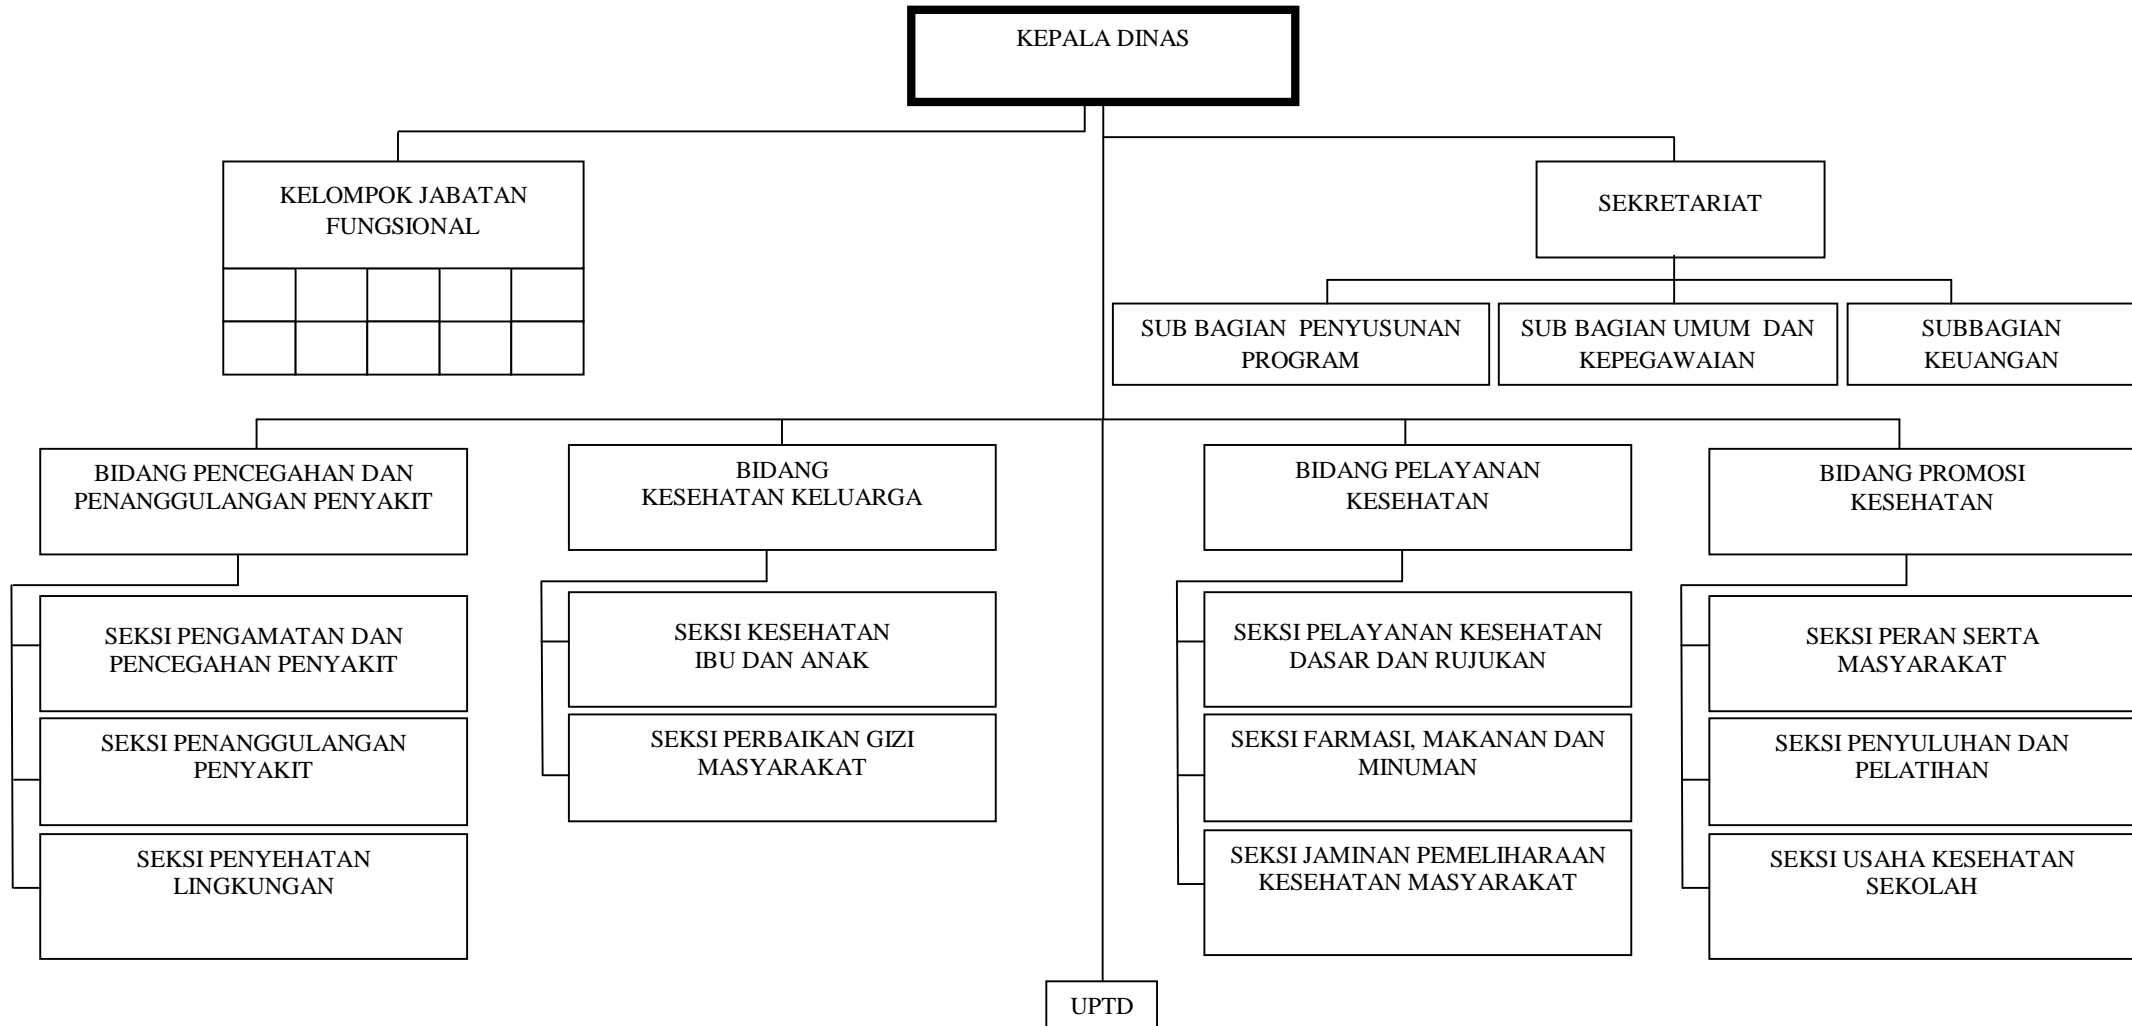 KEPALA DINAS
KELOMPOK JABATAN
FUNGSIONAL
SEKRETARIAT
SUB BAGIAN  PENYUSUNAN
PROGRAM
SUB BAGIAN UMUM  DAN
KEPEGAWAIAN
SUBBAGIAN
KEUANGAN
BIDANG PENCEGAHAN DAN
PENANGGULANGAN PENYAKIT
BIDANG
KESEHATAN KELUARGA
BIDANG PELAYANAN
KESEHATAN
BIDANG PROMOSI
KESEHATAN
SEKSI PENGAMATAN DAN
PENCEGAHAN PENYAKIT
SEKSI PENANGGULANGAN
PENYAKIT
SEKSI PENYEHATAN
LINGKUNGAN
SEKSI KESEHATAN
IBU DAN ANAK
SEKSI PERBAIKAN GIZI
MASYARAKAT
SEKSI PELAYANAN KESEHATAN
DASAR DAN RUJUKAN
SEKSI FARMASI, MAKANAN DAN
MINUMAN
SEKSI JAMINAN PEMELIHARAAN
KESEHATAN MASYARAKAT
SEKSI PERAN SERTA
MASYARAKAT
SEKSI PENYULUHAN DAN
PELATIHAN
SEKSI USAHA KESEHATAN
SEKOLAH
UPTD